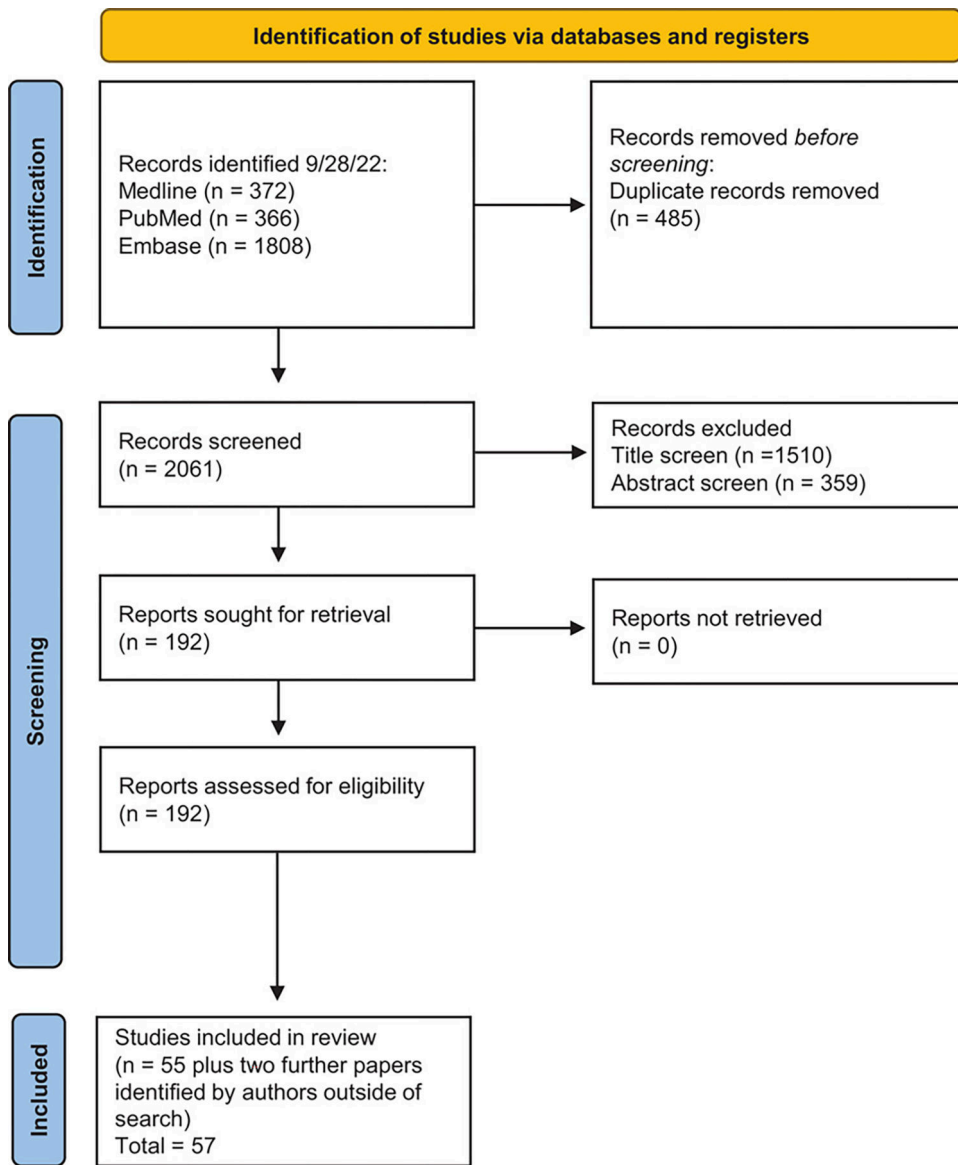 Identification of studies via databases and registers
Identification
Records identified 9/28/22:
Medline (n = 372)
PubMed (n = 366)
Embase (n = 1808)
Records removed before
screening:
Duplicate records removed
(n = 485)
Screening
Records screened
(n = 2061)
Records excluded
Title screen (n =1510)
Abstract screen (n = 359)
Reports sought for retrieval
(n = 192)
Reports not retrieved
(n = 0)
Reports assessed for eligibility
(n = 192)
Included
Studies included in review
(n = 55 plus two further papers
identified by authors outside of
search)
Total = 57